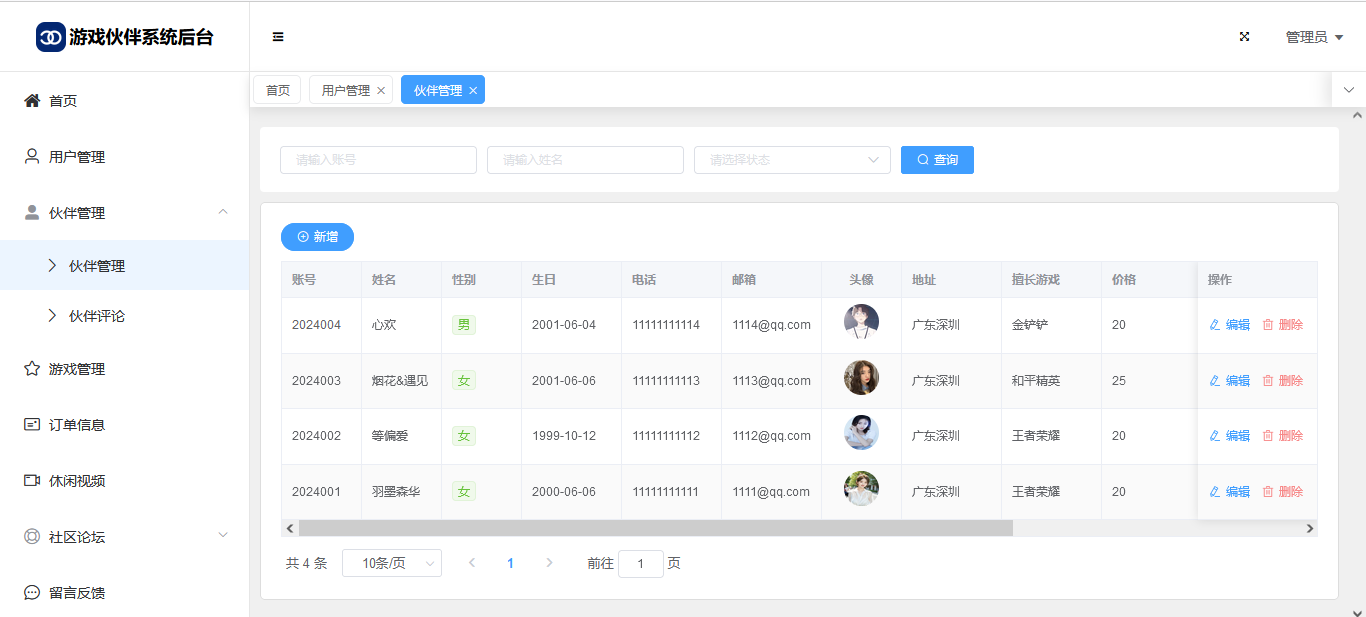 游戏伙伴系统后台
管理员
首页
用户管理
伙伴管理
伙伴管理
伙伴评论
游戏管理
订单信息
休闲视频
社区论坛
留言反馈
首页 用户管理 伙伴管理
请输入账号 请输入姓名 请选择状态 查询
新增
账号 姓名 性别 生日 电话 邮箱 头像 地址 擅长游戏 价格 操作
2024004 心欢 男 2001-06-04 11111111114 1114@qq.com 广东深圳 金铲铲 20 编辑 删除
2024003 烟花&遇见 女 2001-06-06 11111111113 1113@qq.com 广东深圳 和平精英 25 编辑 删除
2024002 等偏爱 女 1999-10-12 11111111112 1112@qq.com 广东深圳 王者荣耀 20 编辑 删除
2024001 羽墨森华 女 2000-06-06 11111111111 1111@qq.com 广东深圳 王者荣耀 20 编辑 删除
共 4 条 10条/页 1 前往 1 页